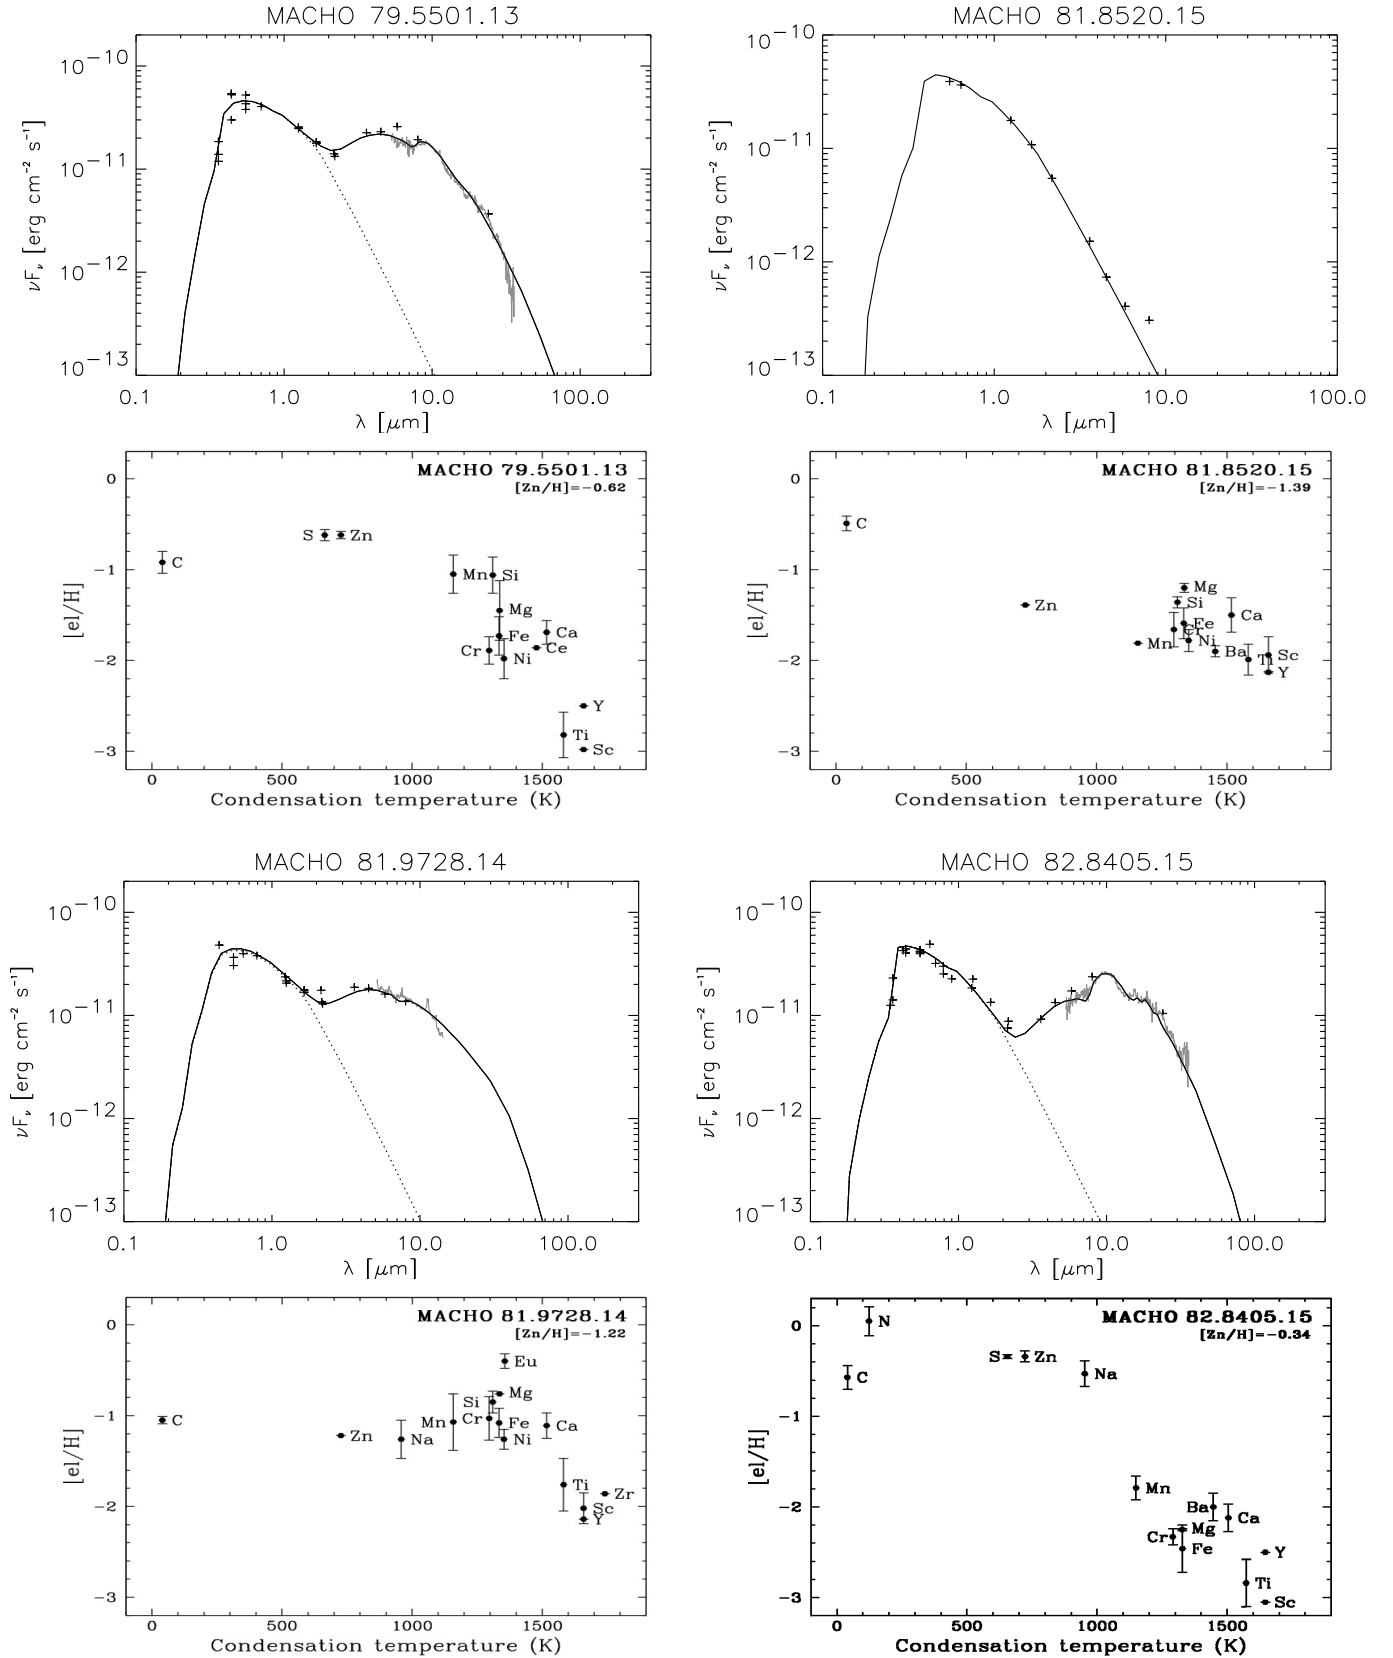 MACHO 79.5501.13
10⁻¹⁰
10⁻¹¹
10⁻¹²
10⁻¹³
νFᵥ [erg cm⁻² s⁻¹]
0.1 1.0 10.0 100.0
λ [μm]
MACHO 81.8520.15
10⁻¹⁰
10⁻¹¹
10⁻¹²
10⁻¹³
νFᵥ [erg cm⁻² s⁻¹]
0.1 1.0 10.0 100.0
λ [μm]
MACHO 79.5501.13
[Zn/H]=−0.62
0
−1
−2
−3
[el/H]
C
S Zn
Mn Si
Mg
Fe Ca
Cr Ce
Ni
Y
Ti
Sc
0 500 1000 1500
Condensation temperature (K)
MACHO 81.8520.15
[Zn/H]=−1.39
0
−1
−2
−3
[el/H]
C
Mg
Si
Zn
Ca
Fe
Cr
Mn Ni
Ba Ti Sc
Y
0 500 1000 1500
Condensation temperature (K)
MACHO 81.9728.14
10⁻¹⁰
10⁻¹¹
10⁻¹²
10⁻¹³
νFᵥ [erg cm⁻² s⁻¹]
0.1 1.0 10.0 100.0
λ [μm]
MACHO 82.8405.15
10⁻¹⁰
10⁻¹¹
10⁻¹²
10⁻¹³
νFᵥ [erg cm⁻² s⁻¹]
0.1 1.0 10.0 100.0
λ [μm]
MACHO 81.9728.14
[Zn/H]=−1.22
0
−1
−2
−3
[el/H]
Eu
Mg
Si
C Mn Cr Fe Ca
Zn Na Ni
Ti
Zr
Sc
Y
0 500 1000 1500
Condensation temperature (K)
MACHO 82.8405.15
[Zn/H]=−0.34
0
−1
−2
−3
[el/H]
N
S Zn
C Na
Mn
Ba Ca
Mg
Cr
Fe Y
Ti
Sc
0 500 1000 1500
Condensation temperature (K)